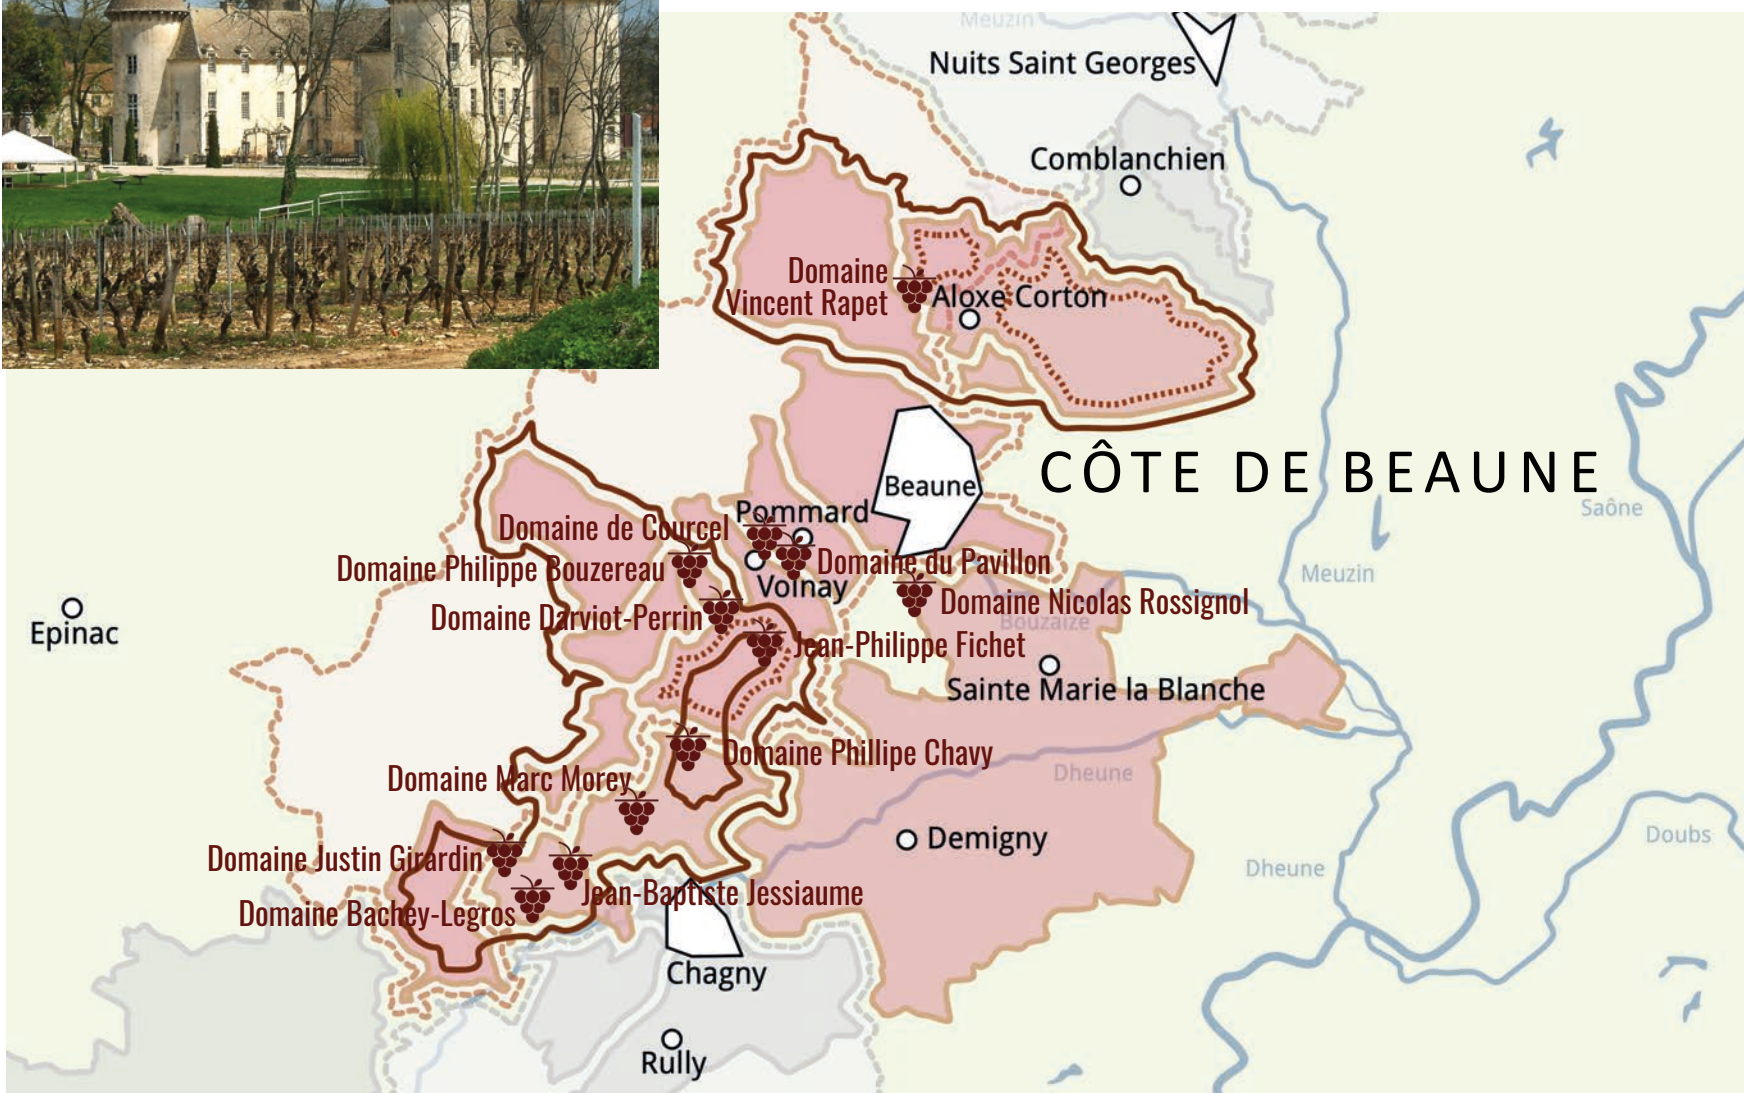 Meuzin
Nuits Saint Georges
Comblanchien
Domaine
Vincent Rapet
Aloxe Corton
CÔTE DE BEAUNE
Beaune
Saône
Pommard
Domaine de Courcel
Domaine du Pavillon
Domaine Philippe Bouzereau
Volnay
Meuzin
Domaine Nicolas Rossignol
Domaine Darviot-Perrin
Bouzaize
Epinac
Jean-Philippe Fichet
Sainte Marie la Blanche
Domaine Phillipe Chavy
Dheune
Domaine Marc Morey
Demigny
Doubs
Domaine Justin Girardin
Dheune
Jean-Baptiste Jessiaume
Domaine Bachey-Legros
Chagny
Rully